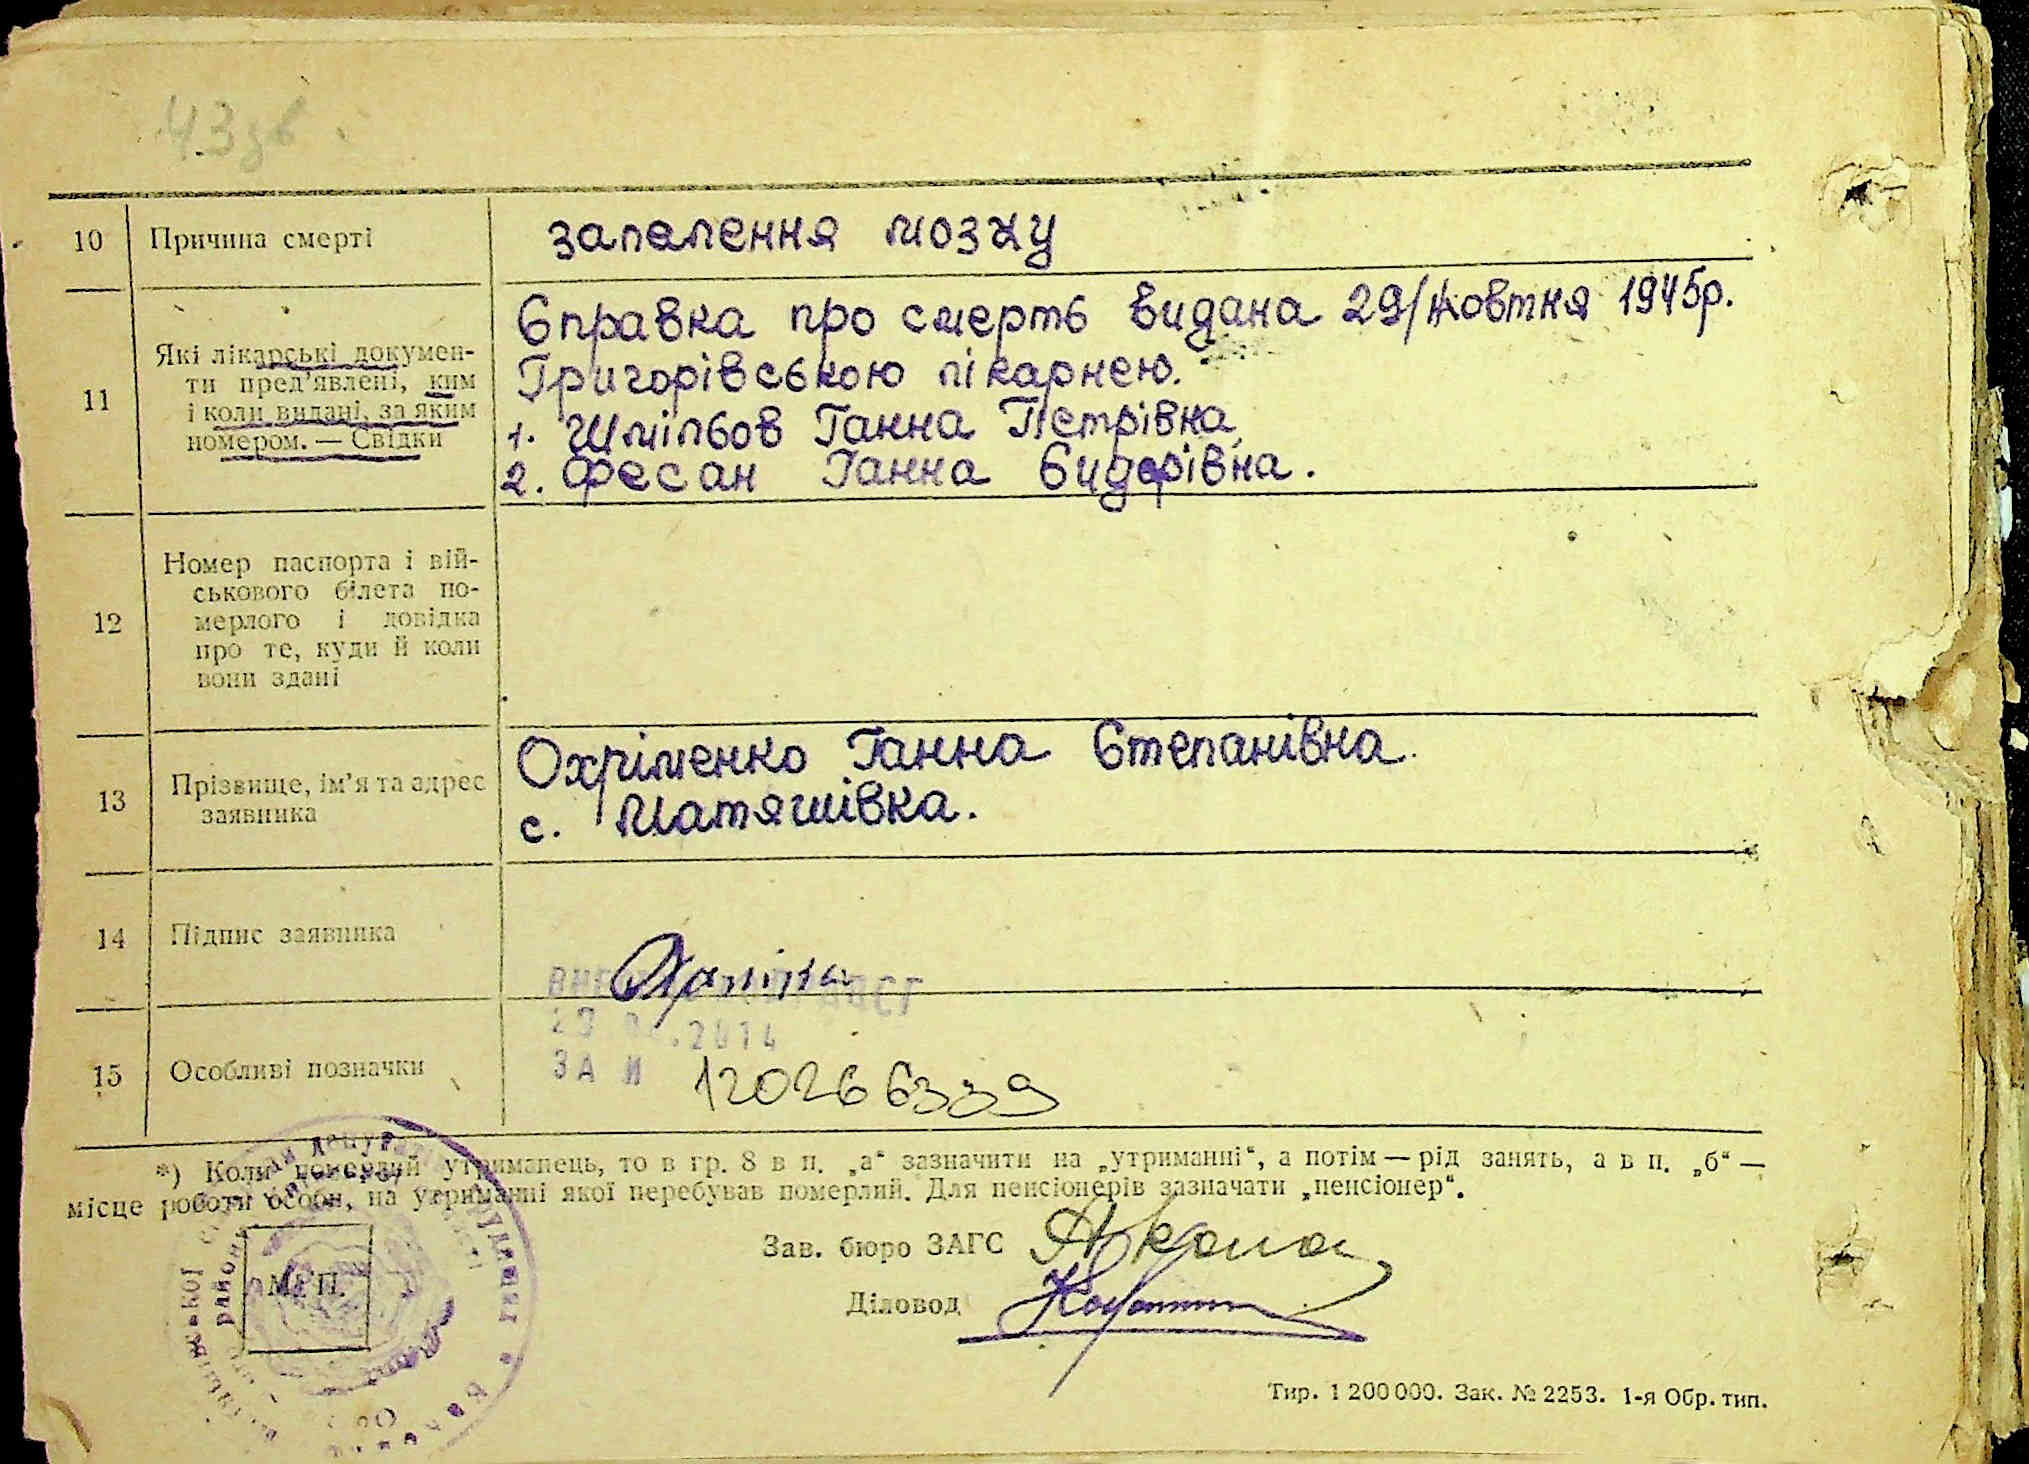 43зв.
10 Причина смерті запалення мозку
11 Які лікарські докумен-
ти пред'явлені, ким
і коли видані, за яким
номером. — Свідки
Справка про смерть видана 29/жовтня 1945р.
Григорівською лікарнею.
1. Шмільов Ганна Петрівна
2. Фесан Ганна Сидорівна.
12 Номер паспорта і вій-
ськового білета по-
мерлого і довідка
про те, куди й коли
вони здані
13 Прізвище, ім'я та адрес
заявника
Охріменко Ганна Степанівна.
с. Матяшівка.
14 Підпис заявника
15 Особливі позначки
.2014
ЗА №
120266339
*) Коли померлий утриманець, то в гр. 8 в п. „а“ зазначити на „утриманні“, а потім — рід занять, а в п. „б“ —
місце роботи особи, на утриманні якої перебував померлий. Для пенсіонерів зазначати „пенсіонер“.
Зав. бюро ЗАГС
М. П.
Діловод
Тир. 1 200 000. Зак. № 2253. 1-я Обр. тип.